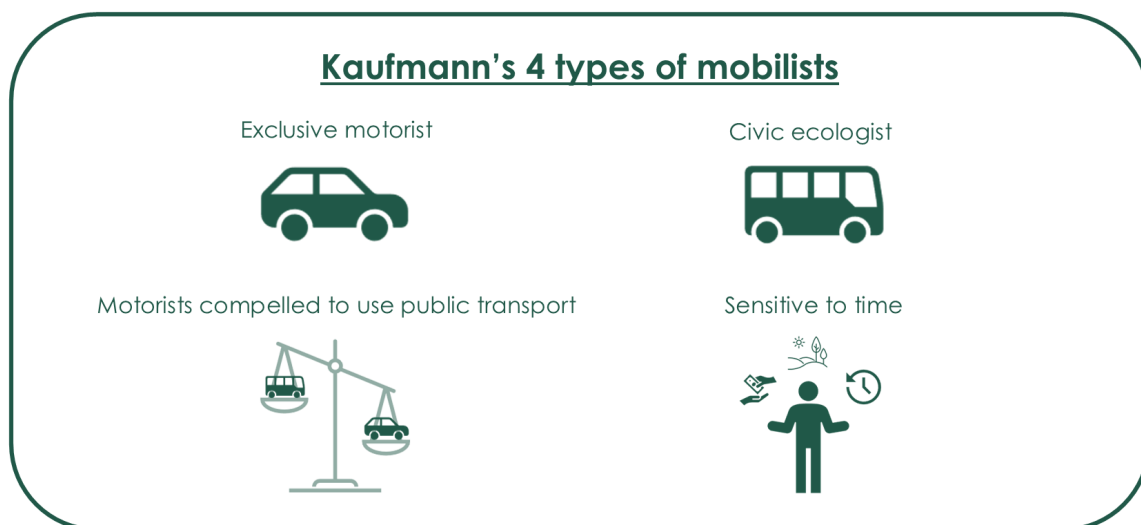 Kaufmann’s 4 types of mobilists
Exclusive motorist
Civic ecologist
Motorists compelled to use public transport
Sensitive to time